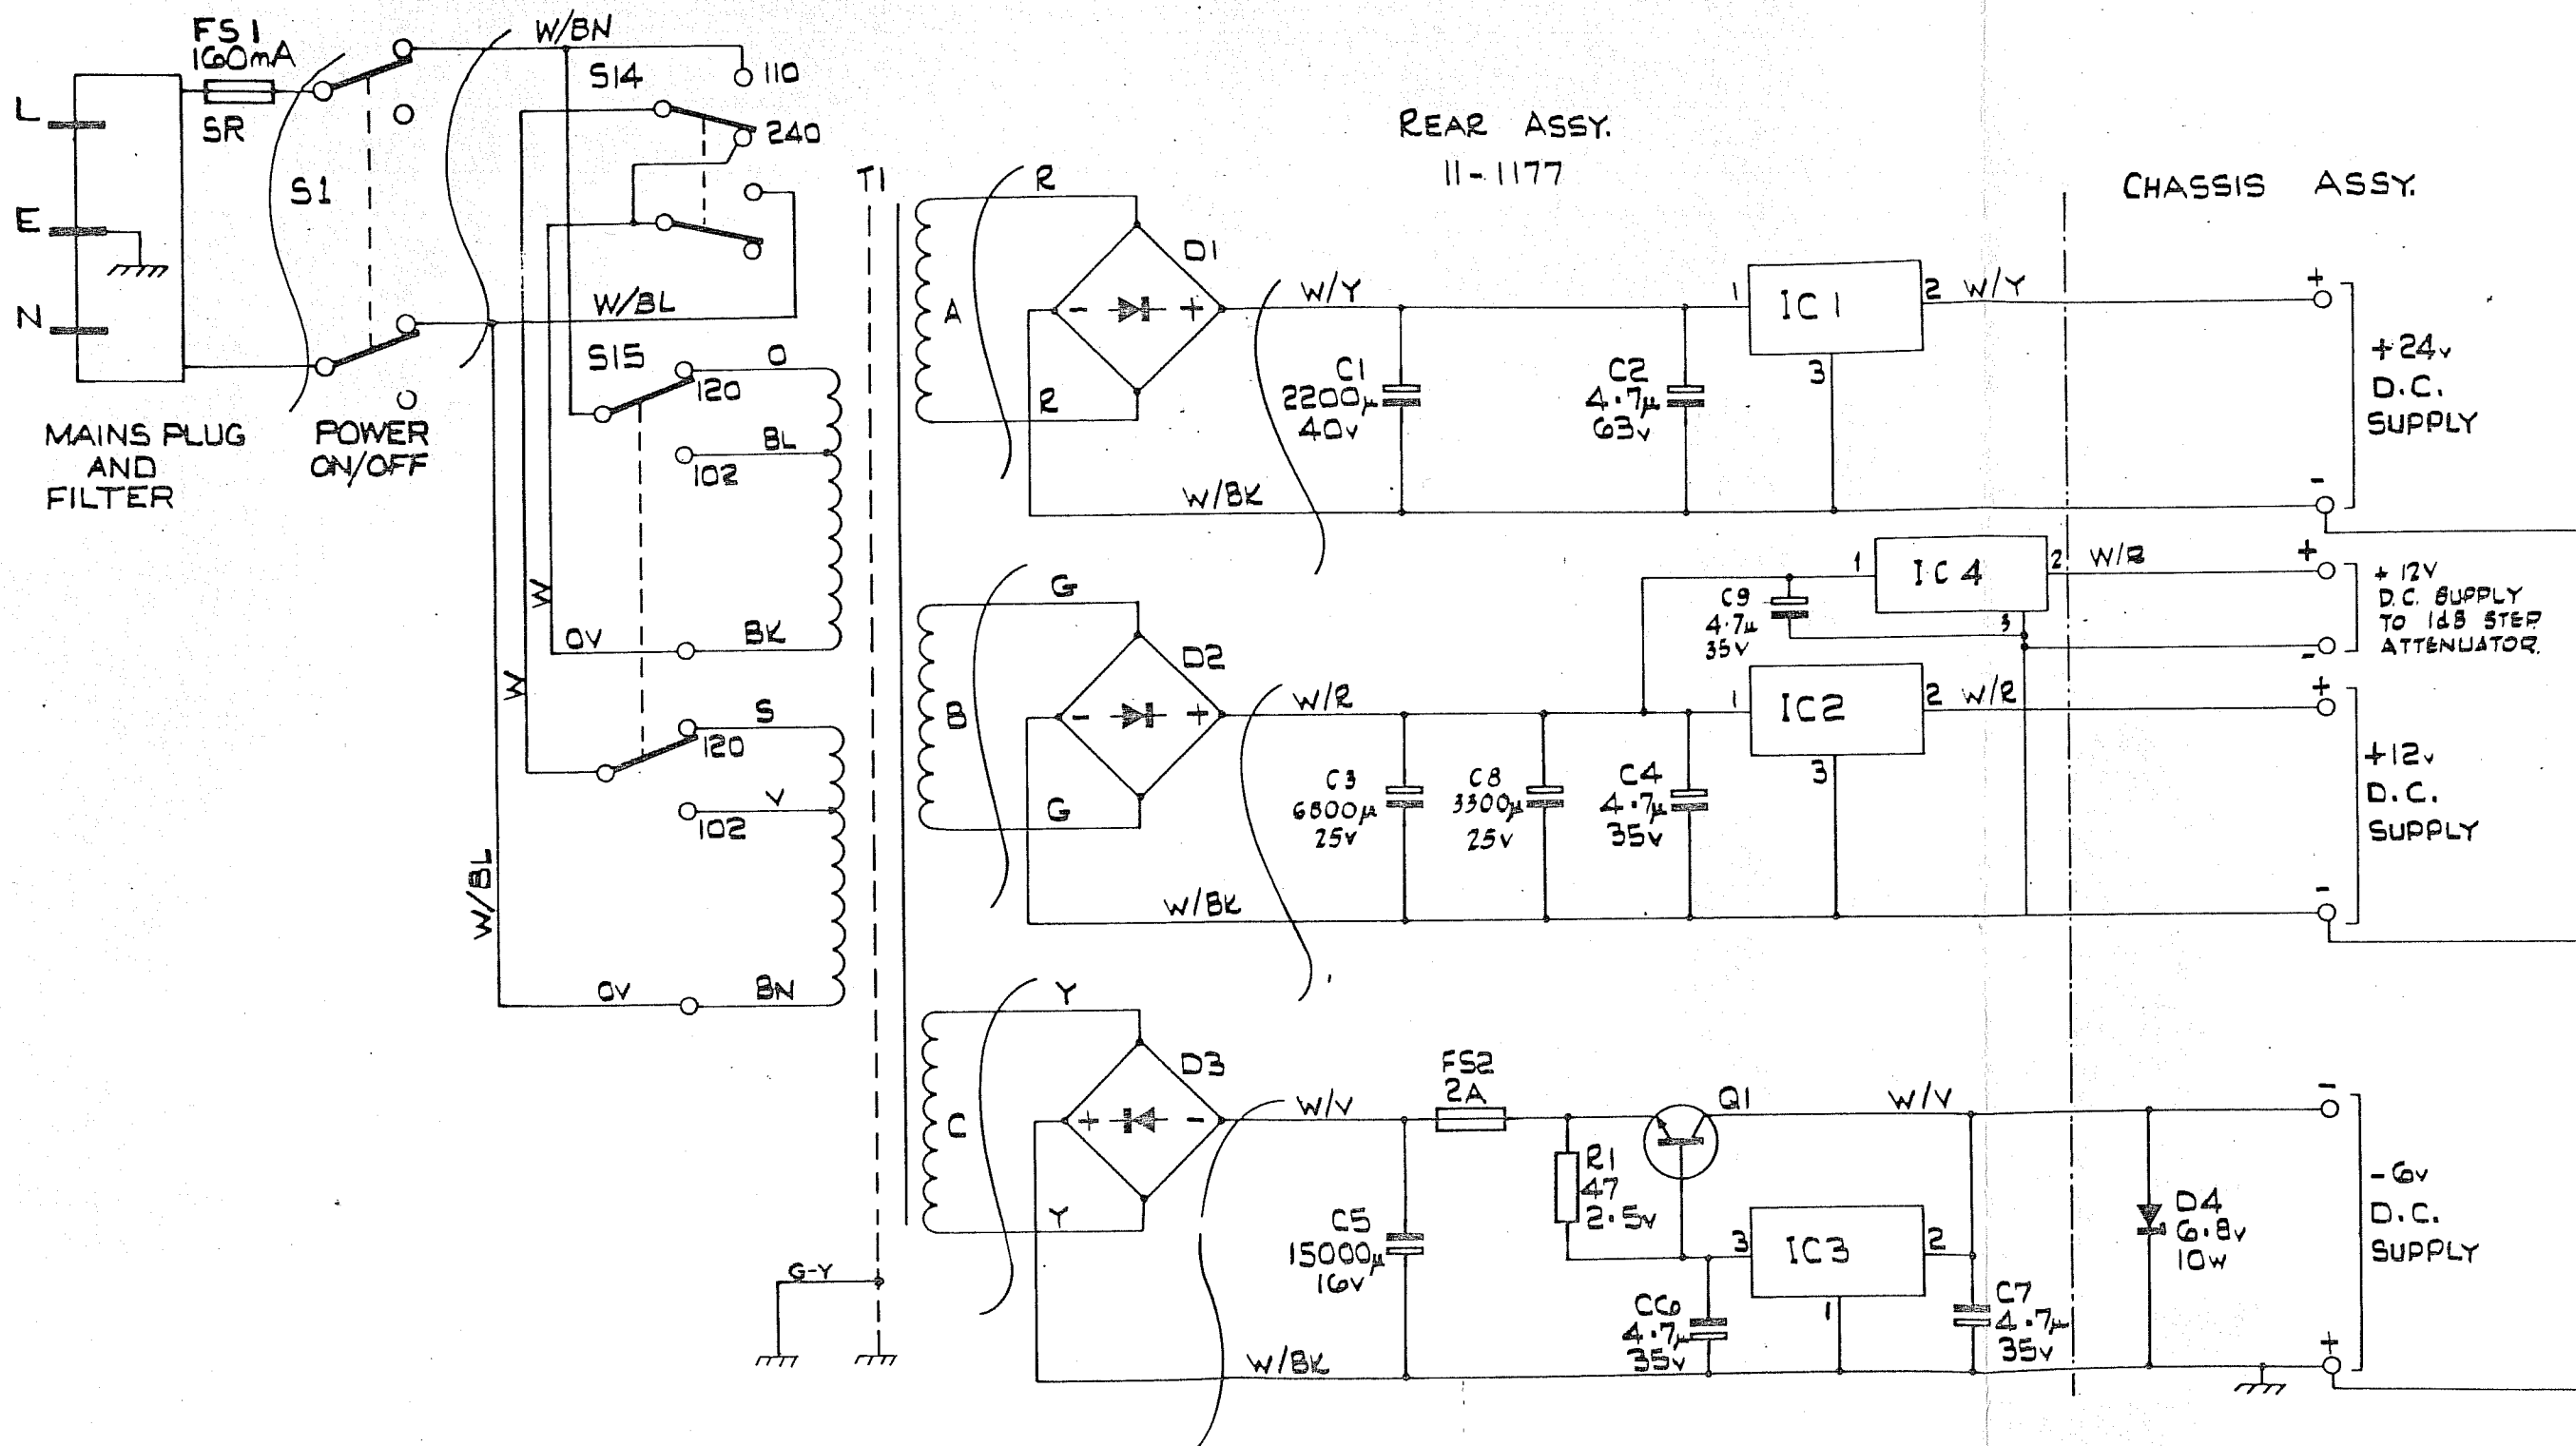 FS1
160mA
SR
L
E
N
S1
MAINS PLUG
AND
FILTER
POWER
ON/OFF
W/BN
S14
110
240
W/BL
S15
O
120
BL
102
W
OV
BK
W
S
120
V
102
W/BL
OV
BN
T1
G-Y
REAR ASSY.
11-1177
CHASSIS ASSY.
R
A
R
D1
- +
W/Y
C1
2200µ
40v
C2
4.7µ
63v
1
IC1
2
W/Y
3
W/BK
+
+24v
D.C.
SUPPLY
-
G
B
G
D2
- +
W/R
C3
6800µ
25v
C8
3300µ
25v
C4
4.7µ
35v
C9
4.7µ
35v
1
IC4
2
W/R
3
+
+ 12V
D.C. SUPPLY
TO 1dB STEP
ATTENUATOR.
-
1
IC2
2
W/R
3
W/BK
+
+12v
D.C.
SUPPLY
-
Y
C
Y
D3
+ -
W/V
FS2
2A
C5
15000µ
16v
R1
47
2.5v
Q1
W/V
3
IC3
2
1
CC6
4.7µ
35v
C7
4.7µ
35v
W/BK
D4
6.8v
10w
-
-6v
D.C.
SUPPLY
+